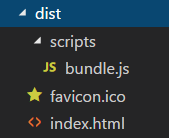 dist
scripts
JS bundle.js
favicon.ico
<> index.html